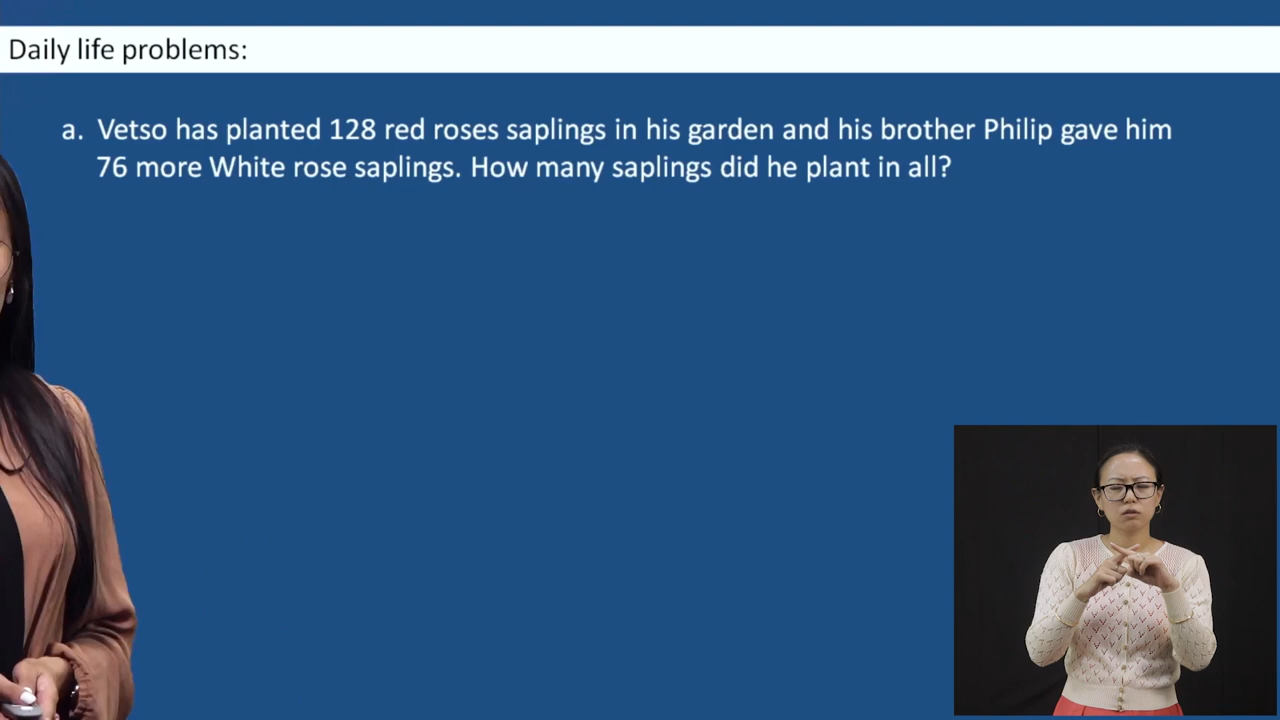 Daily life problems:
a. Vetso has planted 128 red roses saplings in his garden and his brother Philip gave him
76 more White rose saplings. How many saplings did he plant in all?